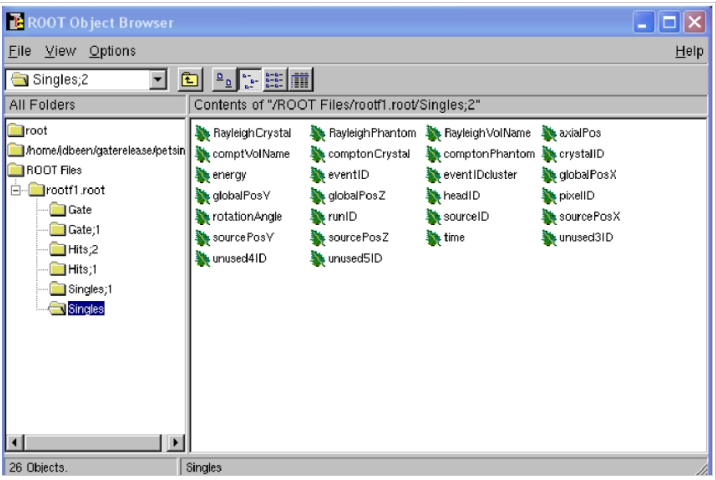 ROOT Object Browser
File View Options Help
Singles;2
All Folders
Contents of "/ROOT Files/rootf1.root/Singles;2"
root
/home/jdbeen/gaterelease/petsin
ROOT Files
rootf1.root
Gate
Gate;1
Hits;2
Hits;1
Singles;1
Singles
RayleighCrystal RayleighPhantom RayleighVolName axialPos
comptVolName comptonCrystal comptonPhantom crystalID
energy eventID eventIDcluster globalPosX
globalPosY globalPosZ headID pixelID
rotationAngle runID sourceID sourcePosX
sourcePosY sourcePosZ time unused3ID
unused4ID unused5ID
26 Objects. Singles